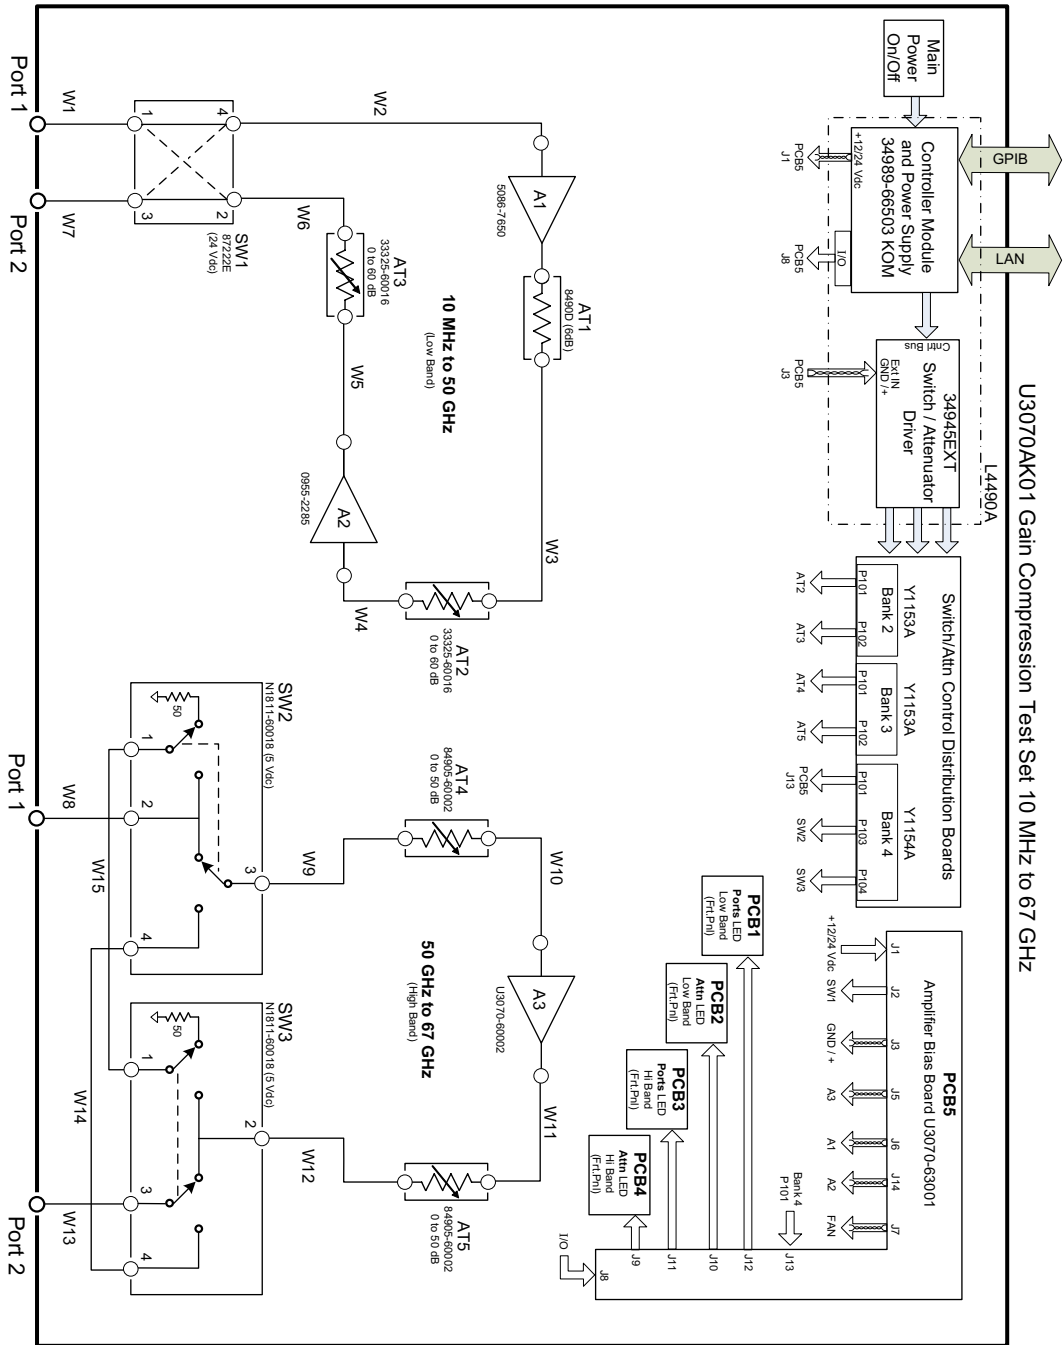 U3070AK01 Gain Compression Test Set 10 MHz to 67 GHz
GPIB
LAN
Main
Power
On/Off
L4490A
Controller Module
and Power Supply
34989-66503 KOM
+12/24 Vdc
I/O
PCB5
J1
PCB5
J8
34945EXT
Switch / Attenuator
Driver
Cntrl Bus
Ext IN
GND / +
PCB5
J3
Switch/Attn Control Distribution Boards
Y1153A
Bank 2
P101
P102
AT2
AT3
Y1153A
Bank 3
P101
P102
AT4
AT5
Y1154A
Bank 4
P101
P103
P104
PCB5
J13
SW2
SW3
PCB5
Amplifier Bias Board U3070-63001
J1
J2
J3
J5
J6
J14
J7
+12/24 Vdc
SW1
GND / +
A3
A1
A2
FAN
Bank 4
P101
J13
J12
J10
J11
J9
J8
I/O
PCB1
Ports LED
Low Band
(Frt.Pnl)
PCB2
Attn LED
Low Band
(Frt.Pnl)
PCB3
Ports LED
Hi Band
(Frt.Pnl)
PCB4
Attn LED
Hi Band
(Frt.Pnl)
A1
5086-7650
AT1
8490D (6dB)
W3
W2
10 MHz to 50 GHz
(Low Band)
AT3
33325-60016
0 to 60 dB
W5
A2
0955-2285
W4
AT2
33325-60016
0 to 60 dB
W6
SW1
87222E
(24 Vdc)
4
2
1
3
W1
W7
Port 1
Port 2
W10
A3
U3070-60002
W11
AT4
84905-60002
0 to 50 dB
50 GHz to 67 GHz
(High Band)
AT5
84905-60002
0 to 50 dB
W9
W12
SW2
N1811-60018 (5 Vdc)
50
1
2
3
4
SW3
N1811-60018 (5 Vdc)
50
1
2
3
4
W15
W14
W8
W13
Port 1
Port 2